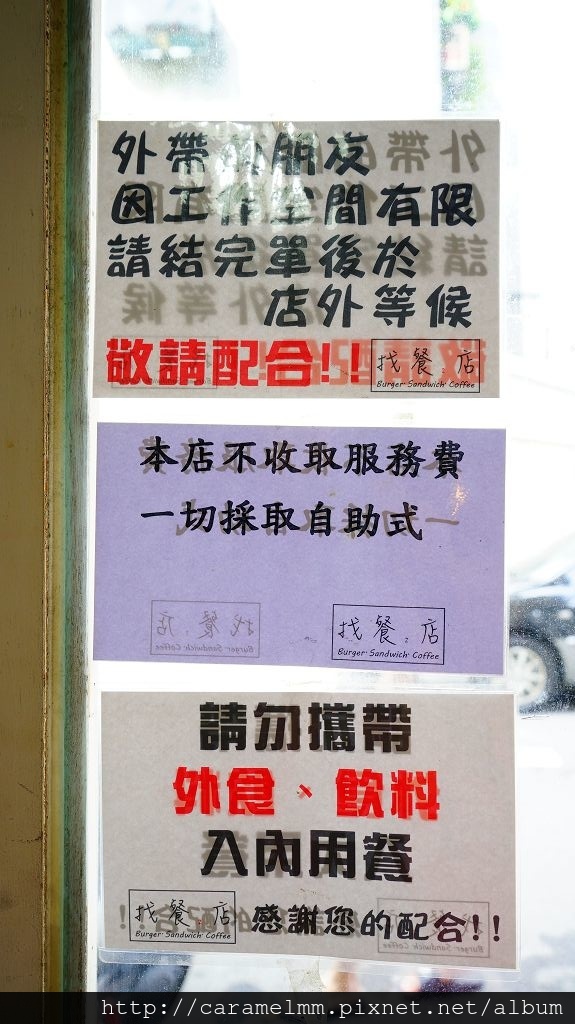 外帶的朋友
因工作空間有限
請結完單後於
店外等候
敬請配合!!
找餐.店
Burger·Sandwich·Coffee
本店不收取服務費
一切採取自助式
找餐.店
Burger·Sandwich·Coffee
請勿攜帶
外食、飲料
入內用餐
找餐.店
Burger·Sandwich·Coffee
感謝您的配合!!
http://caramelmm.pixnet.net/album